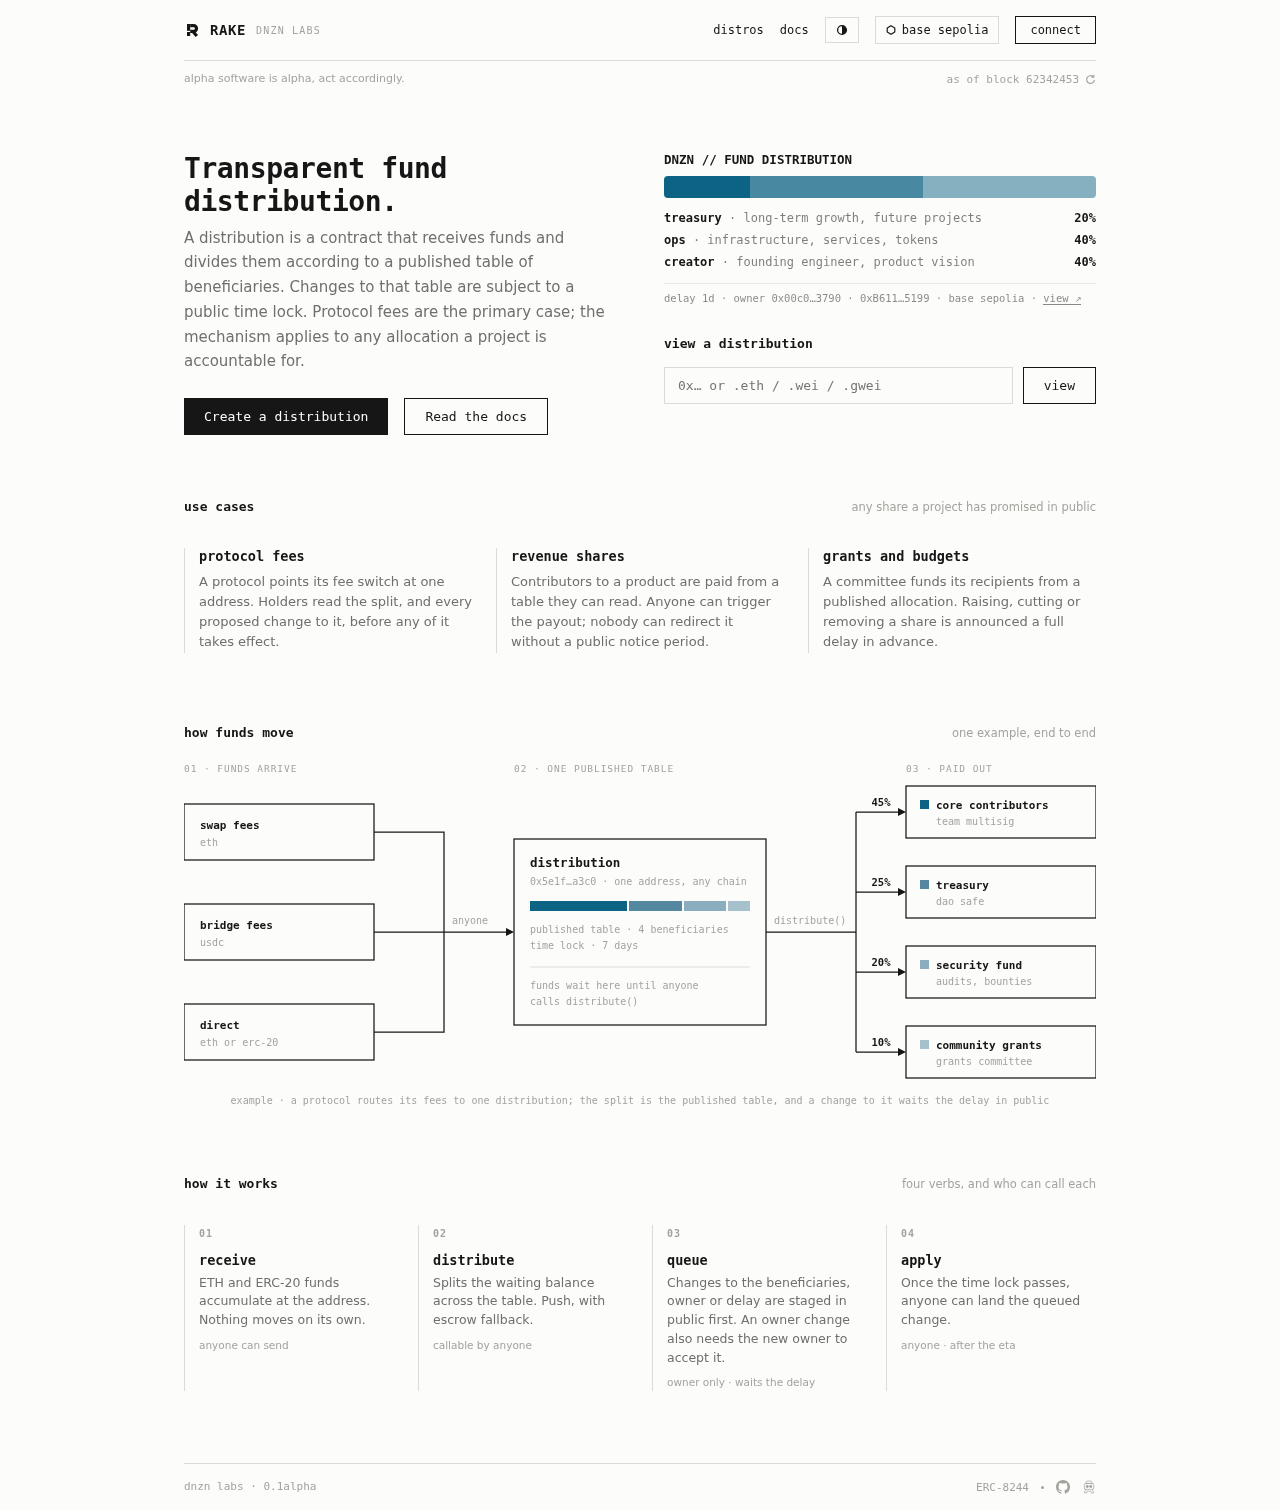 RAKE DNZN LABS
distros docs base sepolia connect
alpha software is alpha, act accordingly.
as of block 62342453
Transparent fund
distribution.
A distribution is a contract that receives funds and
divides them according to a published table of
beneficiaries. Changes to that table are subject to a
public time lock. Protocol fees are the primary case; the
mechanism applies to any allocation a project is
accountable for.
Create a distribution
Read the docs
DNZN // FUND DISTRIBUTION
treasury · long-term growth, future projects 20%
ops · infrastructure, services, tokens 40%
creator · founding engineer, product vision 40%
delay 1d · owner 0x00c0…3790 · 0xB611…5199 · base sepolia · view ↗
view a distribution
0x… or .eth / .wei / .gwei
view
use cases
any share a project has promised in public
protocol fees
A protocol points its fee switch at one
address. Holders read the split, and every
proposed change to it, before any of it
takes effect.
revenue shares
Contributors to a product are paid from a
table they can read. Anyone can trigger
the payout; nobody can redirect it
without a public notice period.
grants and budgets
A committee funds its recipients from a
published allocation. Raising, cutting or
removing a share is announced a full
delay in advance.
how funds move
one example, end to end
01 · FUNDS ARRIVE
02 · ONE PUBLISHED TABLE
03 · PAID OUT
swap fees
eth
bridge fees
usdc
direct
eth or erc-20
anyone
distribution
0x5e1f…a3c0 · one address, any chain
published table · 4 beneficiaries
time lock · 7 days
funds wait here until anyone
calls distribute()
distribute()
45%
core contributors
team multisig
25%
treasury
dao safe
20%
security fund
audits, bounties
10%
community grants
grants committee
example · a protocol routes its fees to one distribution; the split is the published table, and a change to it waits the delay in public
how it works
four verbs, and who can call each
01
receive
ETH and ERC-20 funds
accumulate at the address.
Nothing moves on its own.
anyone can send
02
distribute
Splits the waiting balance
across the table. Push, with
escrow fallback.
callable by anyone
03
queue
Changes to the beneficiaries,
owner or delay are staged in
public first. An owner change
also needs the new owner to
accept it.
owner only · waits the delay
04
apply
Once the time lock passes,
anyone can land the queued
change.
anyone · after the eta
dnzn labs · 0.1alpha
ERC-8244 •